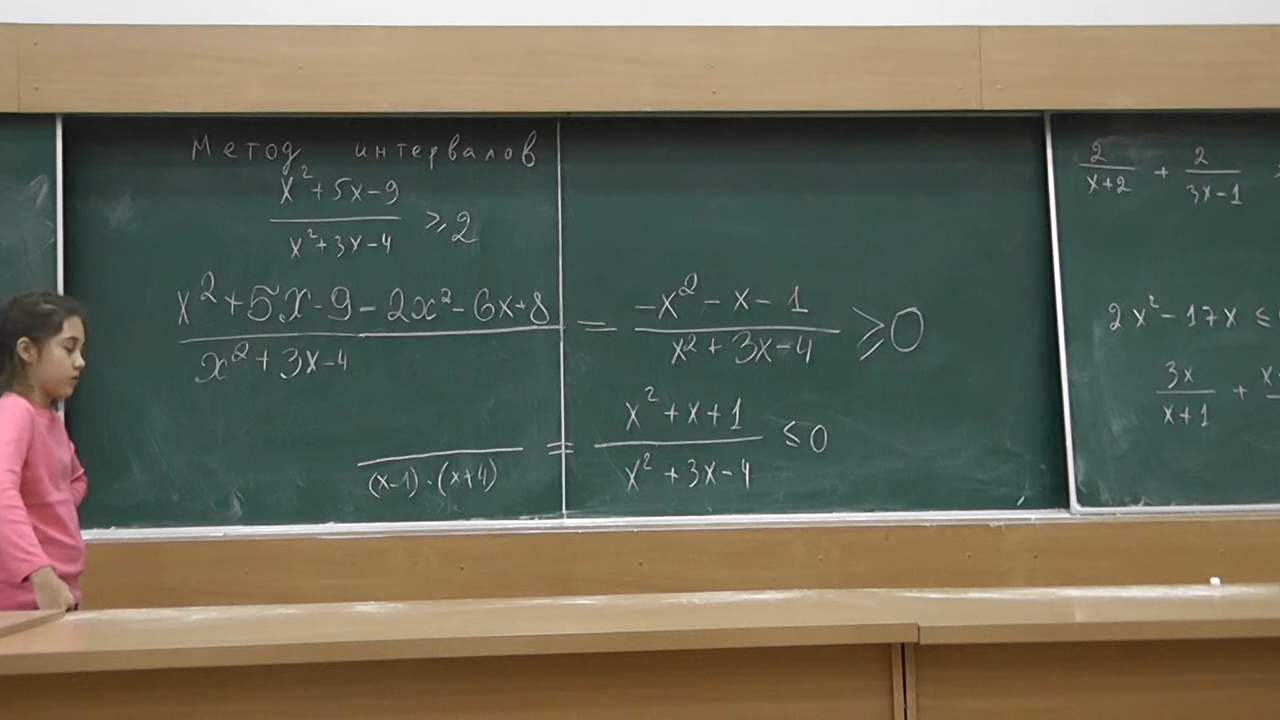 Метод интервалов
(x²+5x-9)/(x²+3x-4) ⩾ 2
(x²+5x-9-2x²-6x+8)/(x²+3x-4) = (-x²-x-1)/(x²+3x-4) ⩾ 0
/((x-1)·(x+4)) = (x²+x+1)/(x²+3x-4) ≤ 0
2/(x+2) + 2/(3x-1)
2x²-17x ≤
3x/(x+1) +